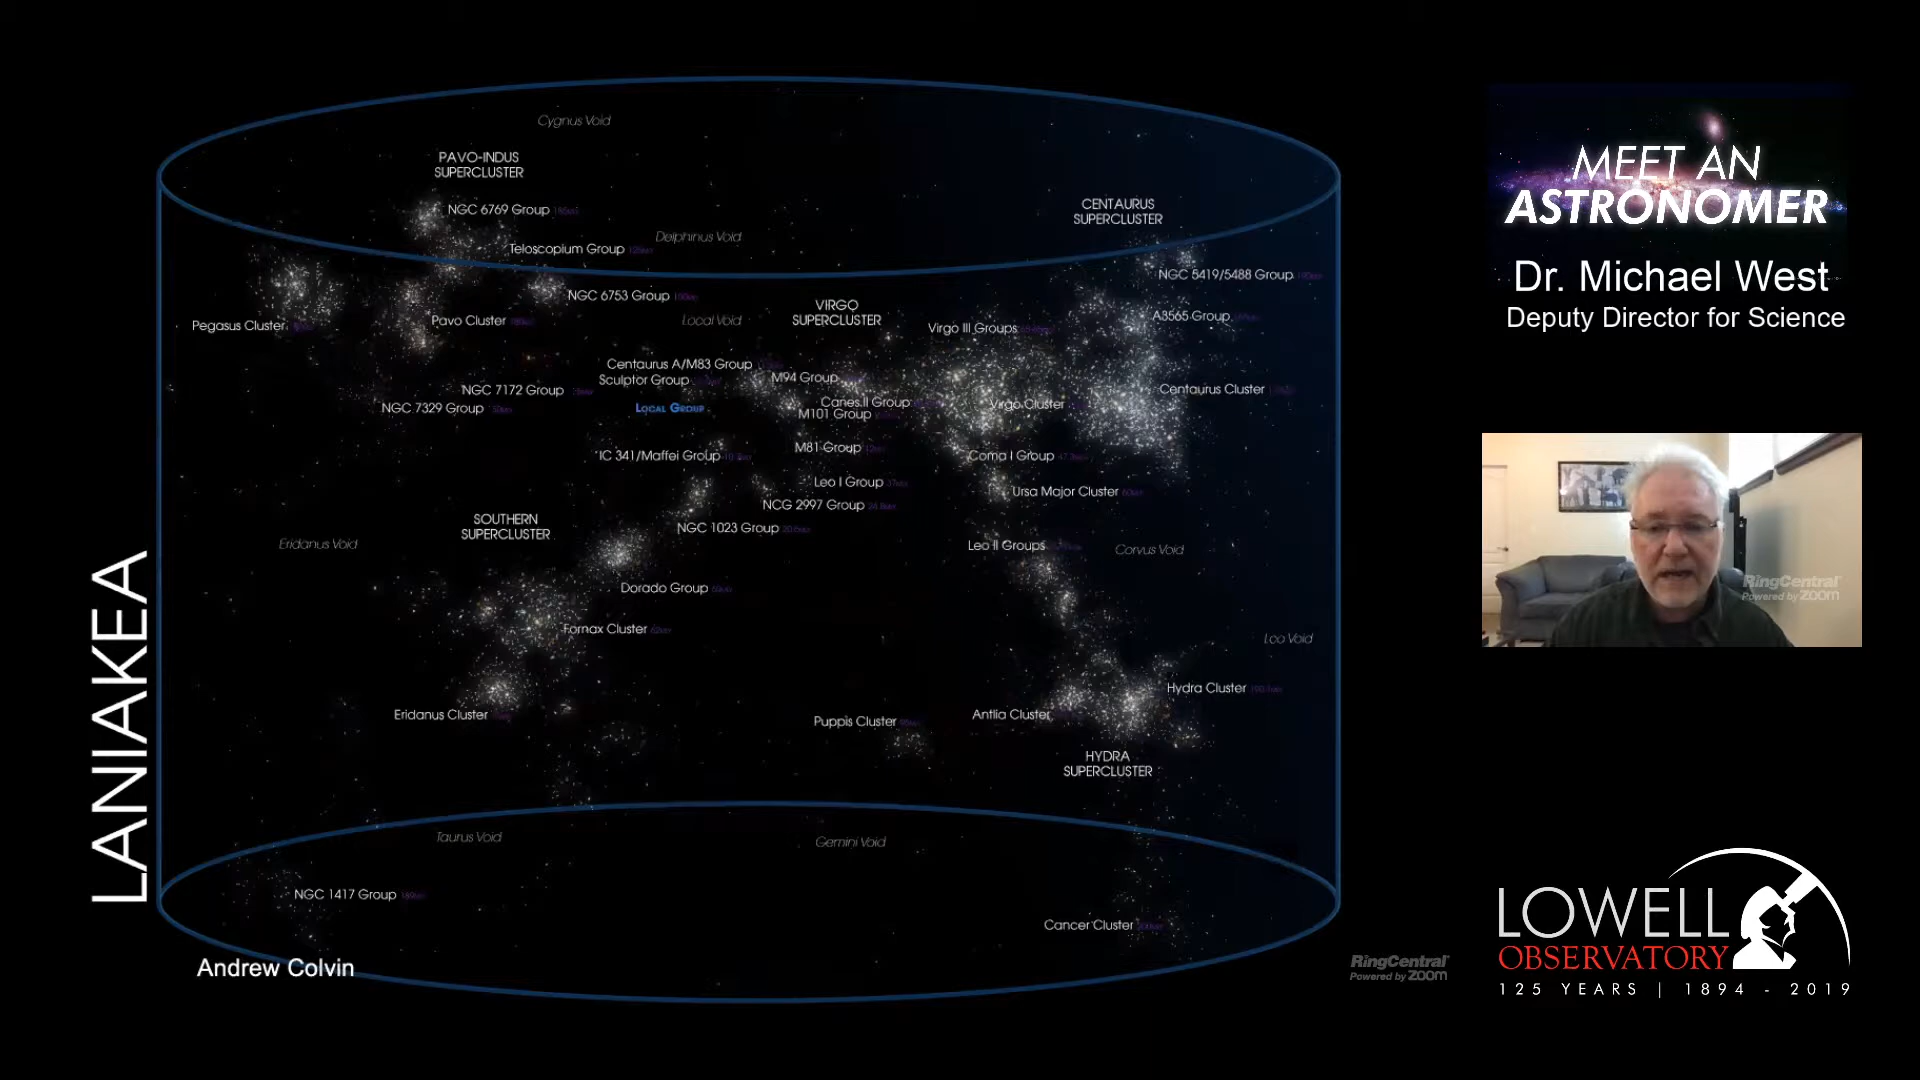 LANIAKEA
Cygnus Void
PAVO-INDUS
SUPERCLUSTER
NGC 6769 Group
Teloscopium Group
Delphinus Void
CENTAURUS
SUPERCLUSTER
NGC 5419/5488 Group
Pegasus Cluster
Pavo Cluster
NGC 6753 Group
Local Void
VIRGO
SUPERCLUSTER
Virgo III Groups
A3565 Group
Centaurus A/M83 Group
Sculptor Group
M94 Group
NGC 7172 Group
NGC 7329 Group
LOCAL GROUP
Canes II Group
M101 Group
Virgo Cluster
Centaurus Cluster
IC 341/Maffei Group
M81 Group
Coma I Group
Leo I Group
Ursa Major Cluster
NCG 2997 Group
NGC 1023 Group
SOUTHERN
SUPERCLUSTER
Eridanus Void
Leo II Groups
Corvus Void
Dorado Group
Fornax Cluster
Leo Void
Eridanus Cluster
Puppis Cluster
Antlia Cluster
Hydra Cluster
HYDRA
SUPERCLUSTER
Taurus Void
Gemini Void
NGC 1417 Group
Cancer Cluster
Andrew Colvin
RingCentral
Powered by ZOOM
MEET AN
ASTRONOMER
Dr. Michael West
Deputy Director for Science
RingCentral
Powered by ZOOM
LOWELL
OBSERVATORY
125 YEARS | 1894 - 2019